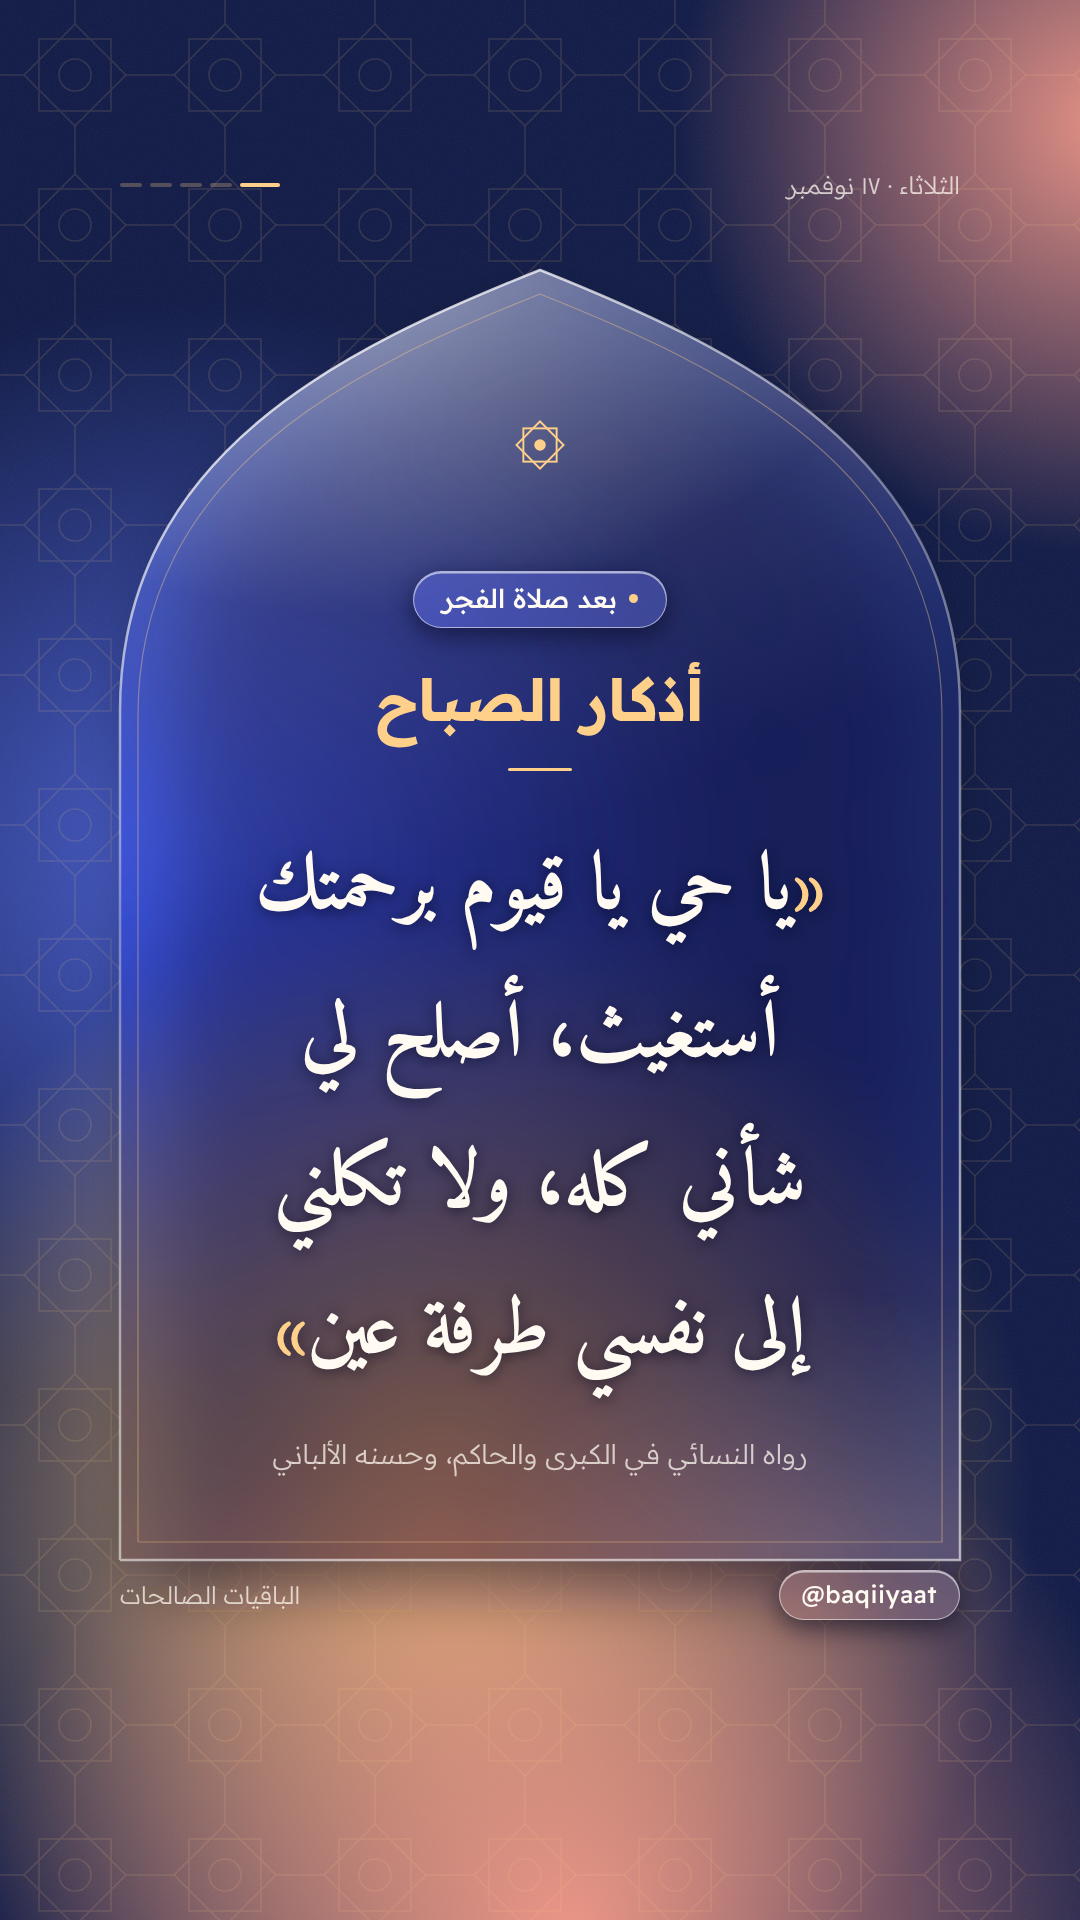 الثلاثاء · ١٧ نوفمبر
بعد صلاة الفجر
أذكار الصباح
«يا حي يا قيوم برحمتك
أستغيث، أصلح لي
شأني كله، ولا تكلني
إلى نفسي طرفة عين»
رواه النسائي في الكبرى والحاكم، وحسنه الألباني
@baqiiyaat
الباقيات الصالحات